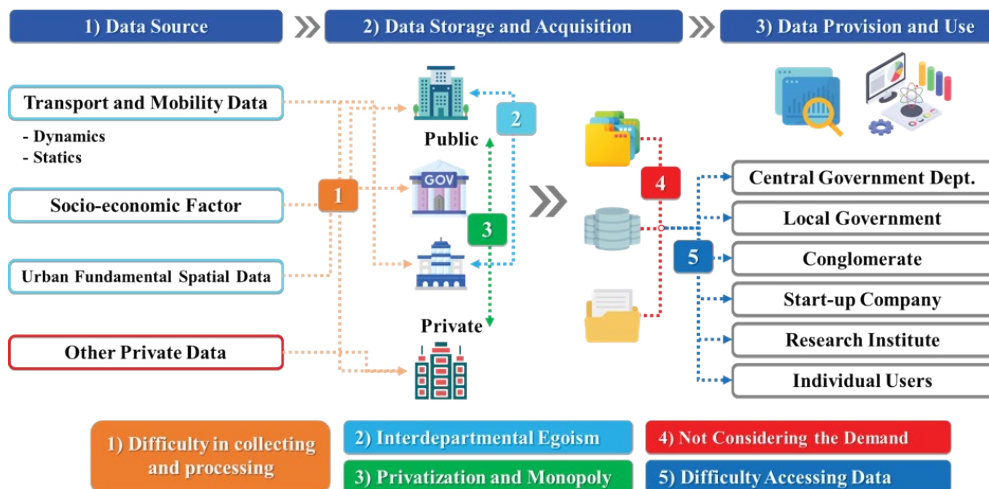 1) Data Source
2) Data Storage and Acquisition
3) Data Provision and Use
Transport and Mobility Data
- Dynamics
- Statics
Socio-economic Factor
Urban Fundamental Spatial Data
Other Private Data
1
Public
GOV
Private
2
3
4
5
Central Government Dept.
Local Government
Conglomerate
Start-up Company
Research Institute
Individual Users
1) Difficulty in collecting
and processing
2) Interdepartmental Egoism
3) Privatization and Monopoly
4) Not Considering the Demand
5) Difficulty Accessing Data